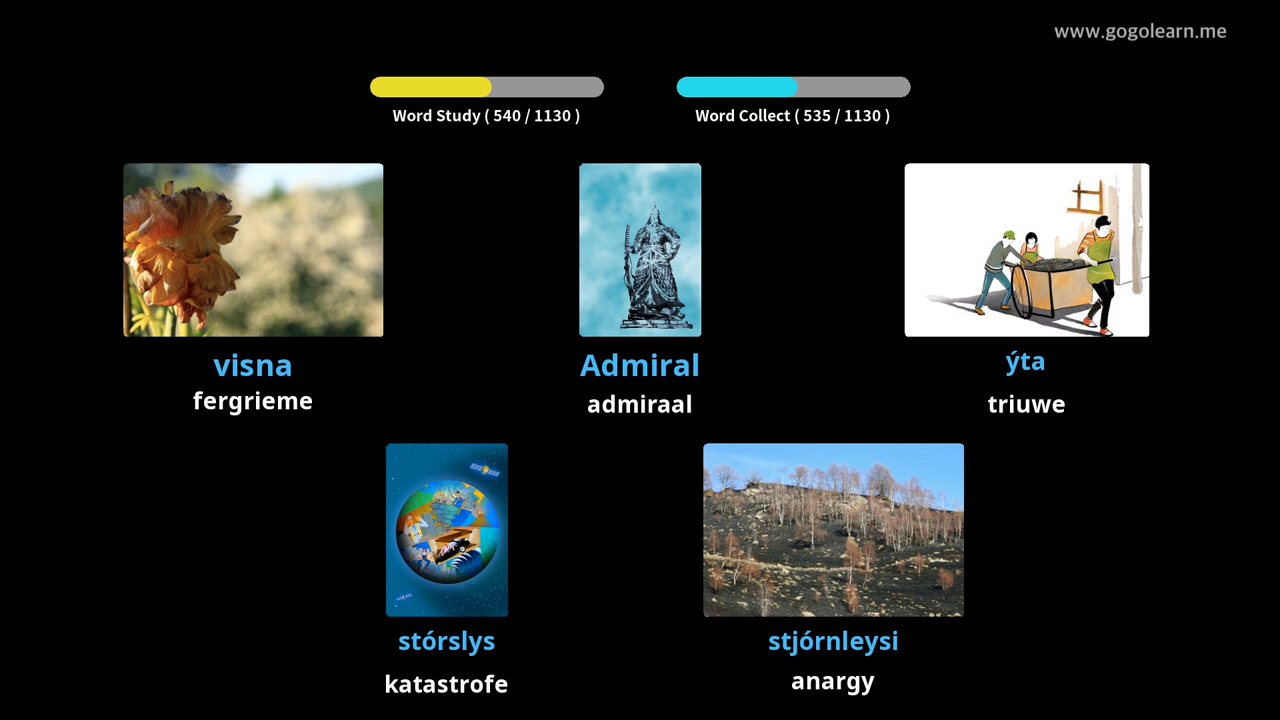 www.gogolearn.me
Word Study ( 540 / 1130 )
Word Collect ( 535 / 1130 )
visna
fergrieme
Admiral
admiraal
ýta
triuwe
stórslys
katastrofe
stjórnleysi
anargy